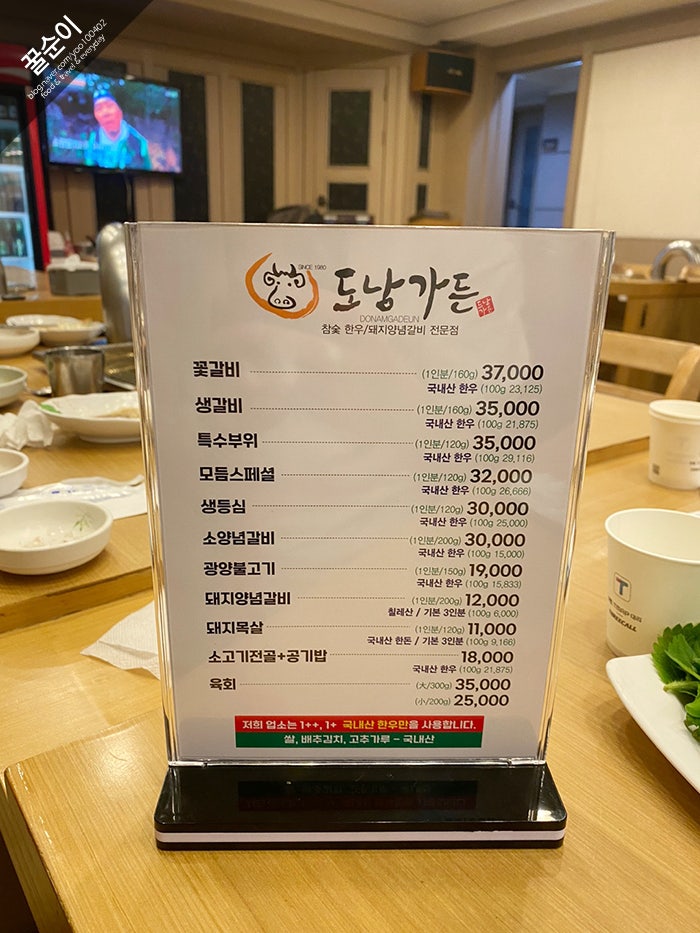 꿀순이
blog.naver.com/yoo100402
food & travel & everyday
SINCE 1980
도남가든
도남가든
DONAMGADEUN
참숯 한우/돼지양념갈비 전문점
꽃갈비 (1인분/160g) 37,000
국내산 한우 (100g 23,125)
생갈비 (1인분/160g) 35,000
국내산 한우 (100g 21,875)
특수부위 (1인분/120g) 35,000
국내산 한우 (100g 29,116)
모듬스페셜 (1인분/120g) 32,000
국내산 한우 (100g 26,666)
생등심 (1인분/120g) 30,000
국내산 한우 (100g 25,000)
소양념갈비 (1인분/200g) 30,000
국내산 한우 (100g 15,000)
광양불고기 (1인분/150g) 19,000
국내산 한우 (100g 15,833)
돼지양념갈비 (1인분/200g) 12,000
칠레산 / 기본 3인분 (100g 6,000)
돼지목살 (1인분/120g) 11,000
국내산 한돈 / 기본 3인분 (100g 9,166)
소고기전골+공기밥 18,000
국내산 한우 (100g 21,875)
육회 (大/300g) 35,000
(小/200g) 25,000
저희 업소는 1++, 1+ 국내산 한우만을 사용합니다.
쌀, 배추김치, 고추가루 - 국내산
T